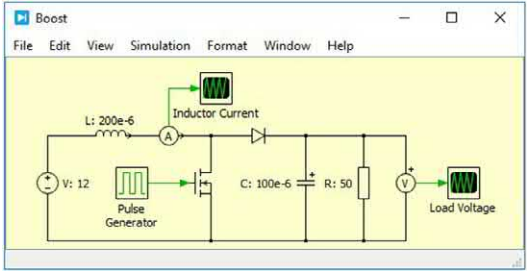 Boost
File Edit View Simulation Format Window Help
Inductor Current
L: 200e-6
A
V: 12
Pulse
Generator
C: 100e-6
R: 50
V
Load Voltage